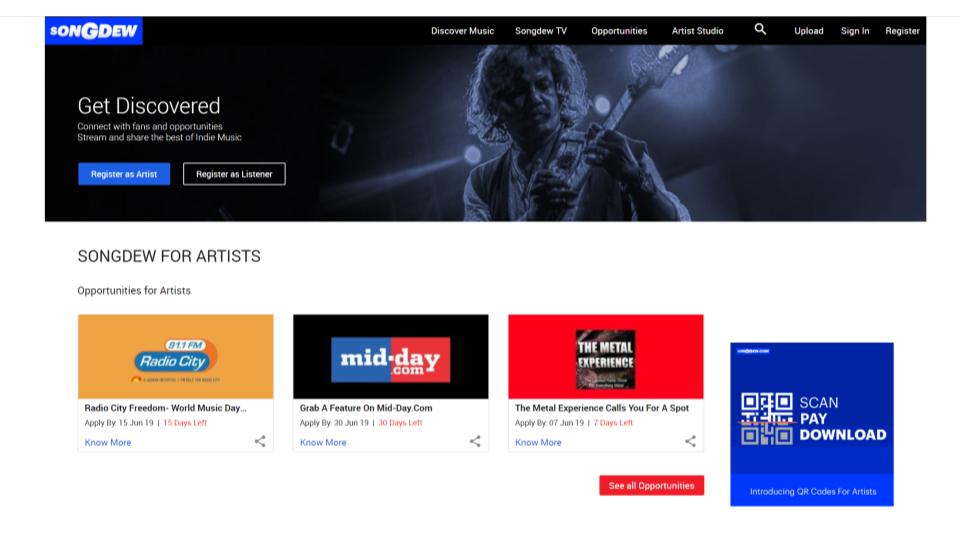 SONGDEW
Discover Music
Songdew TV
Opportunities
Artist Studio
Upload
Sign In
Register
Get Discovered
Connect with fans and opportunities
Stream and share the best of Indie Music
Register as Artist
Register as Listener
SONGDEW FOR ARTISTS
Opportunities for Artists
91.1 FM
Radio City
Radio City Freedom- World Music Day...
Apply By: 15 Jun 19 | 15 Days Left
Know More
mid-day
.com
Grab A Feature On Mid-Day.Com
Apply By: 30 Jun 19 | 30 Days Left
Know More
THE METAL
EXPERIENCE
The Metal Experience Calls You For A Spot
Apply By: 07 Jun 19 | 7 Days Left
Know More
See all Opportunities
SCAN
PAY
DOWNLOAD
Introducing QR Codes For Artists